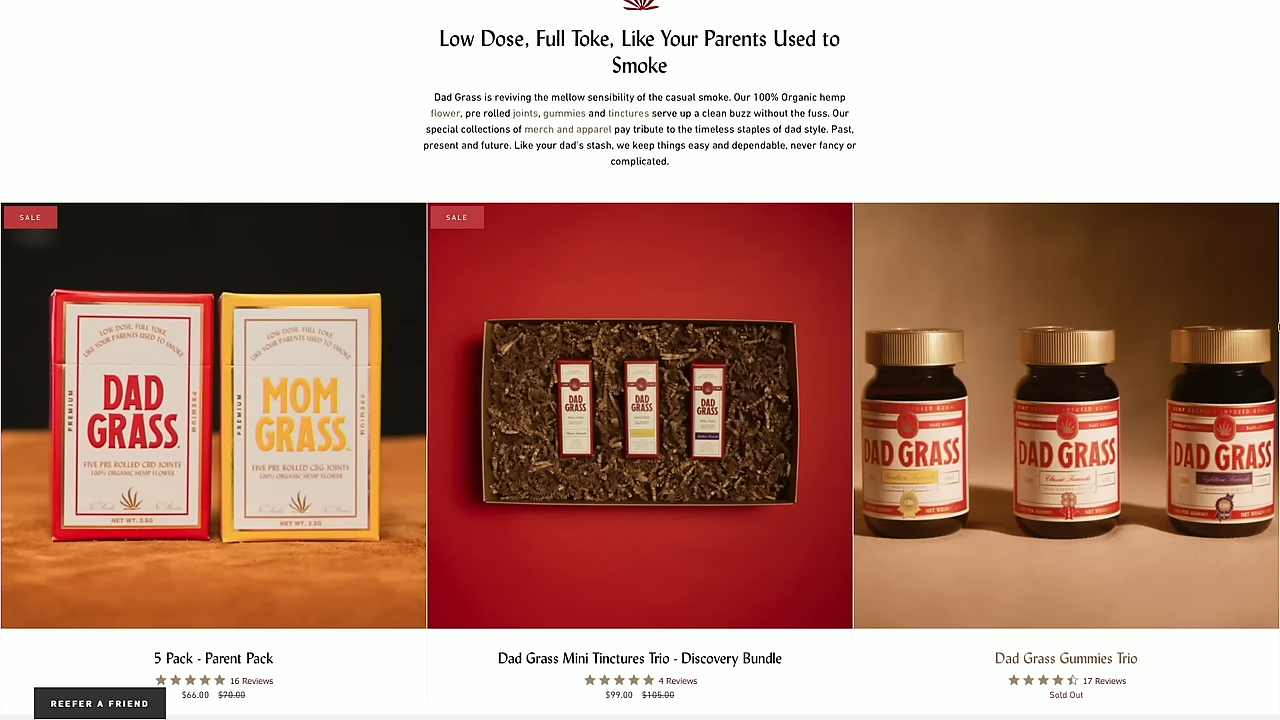 Low Dose, Full Toke, Like Your Parents Used to
Smoke
Dad Grass is reviving the mellow sensibility of the casual smoke. Our 100% Organic hemp
flower, pre rolled joints, gummies and tinctures serve up a clean buzz without the fuss. Our
special collections of merch and apparel pay tribute to the timeless staples of dad style. Past,
present and future. Like your dad's stash, we keep things easy and dependable, never fancy or
complicated.
SALE
LOW DOSE, FULL TOKE,
LIKE YOUR PARENTS USED TO SMOKE
PREMIUM
DAD
GRASS
PREMIUM
FIVE PRE ROLLED CBD JOINTS
100% ORGANIC HEMP FLOWER
No Seeds
No Stems
NET WT. 3.5G
LOW DOSE, FULL TOKE,
LIKE YOUR PARENTS USED TO SMOKE
PREMIUM
MOM
GRASS
PREMIUM
FIVE PRE ROLLED CBG JOINTS
100% ORGANIC HEMP FLOWER
NET WT. 3.5G
SALE
DAD
GRASS
DAD
GRASS
DAD
GRASS
DAD GRASS
DAD GRASS
Classic Formula
DAD GRASS
5 Pack - Parent Pack
16 Reviews
$66.00 $70.00
Dad Grass Mini Tinctures Trio - Discovery Bundle
4 Reviews
$99.00 $105.00
Dad Grass Gummies Trio
17 Reviews
Sold Out
REEFER A FRIEND